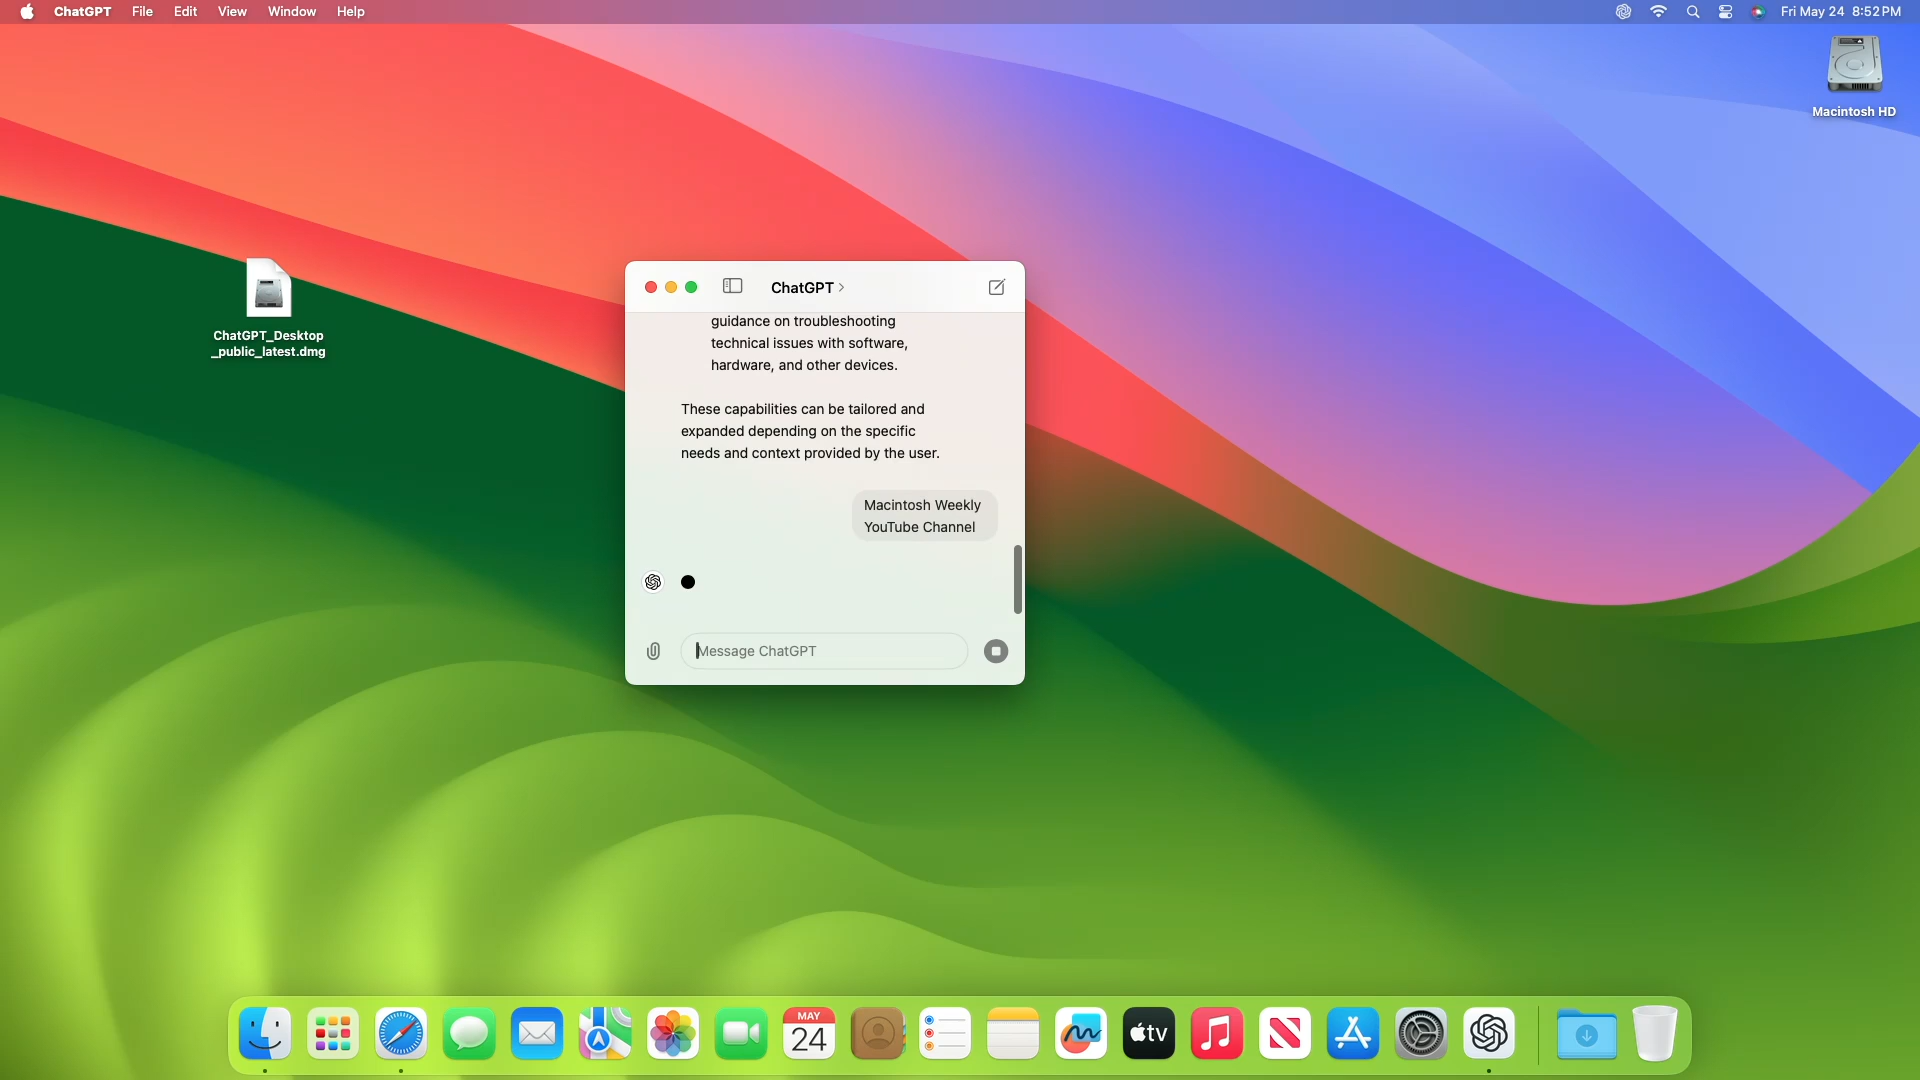 ChatGPT File Edit View Window Help
Fri May 24 8:52 PM
Macintosh HD
ChatGPT_Desktop
_public_latest.dmg
ChatGPT
guidance on troubleshooting
technical issues with software,
hardware, and other devices.
These capabilities can be tailored and
expanded depending on the specific
needs and context provided by the user.
Macintosh Weekly
YouTube Channel
Message ChatGPT
MAY
24
tv